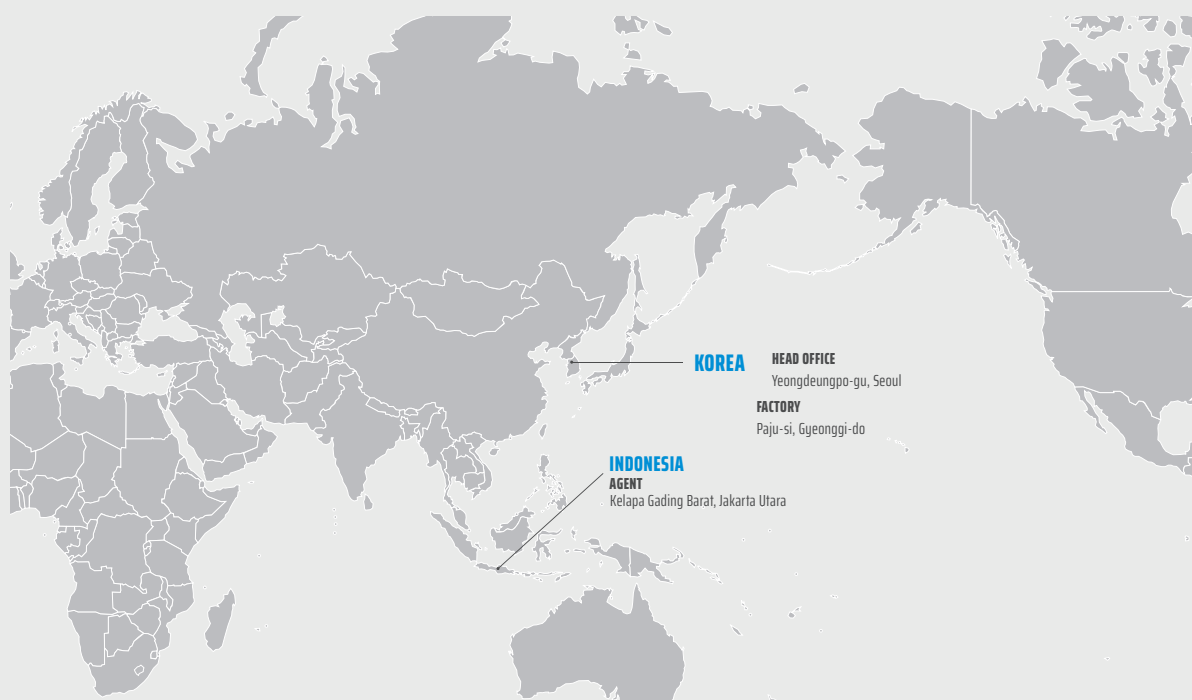 KOREA
HEAD OFFICE
Yeongdeungpo-gu, Seoul
FACTORY
Paju-si, Gyeonggi-do
INDONESIA
AGENT
Kelapa Gading Barat, Jakarta Utara